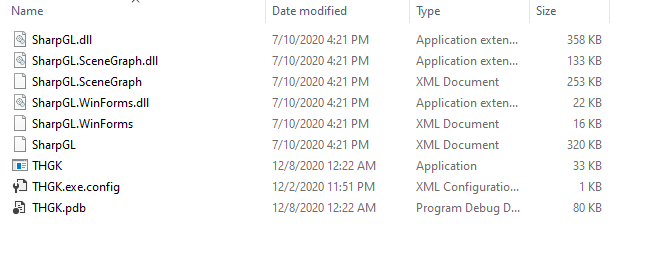 Name Date modified Type Size
SharpGL.dll 7/10/2020 4:21 PM Application exten... 358 KB
SharpGL.SceneGraph.dll 7/10/2020 4:21 PM Application exten... 133 KB
SharpGL.SceneGraph 7/10/2020 4:21 PM XML Document 253 KB
SharpGL.WinForms.dll 7/10/2020 4:21 PM Application exten... 22 KB
SharpGL.WinForms 7/10/2020 4:21 PM XML Document 16 KB
SharpGL 7/10/2020 4:21 PM XML Document 320 KB
THGK 12/8/2020 12:22 AM Application 33 KB
THGK.exe.config 12/2/2020 11:51 PM XML Configuratio... 1 KB
THGK.pdb 12/8/2020 12:22 AM Program Debug D... 80 KB